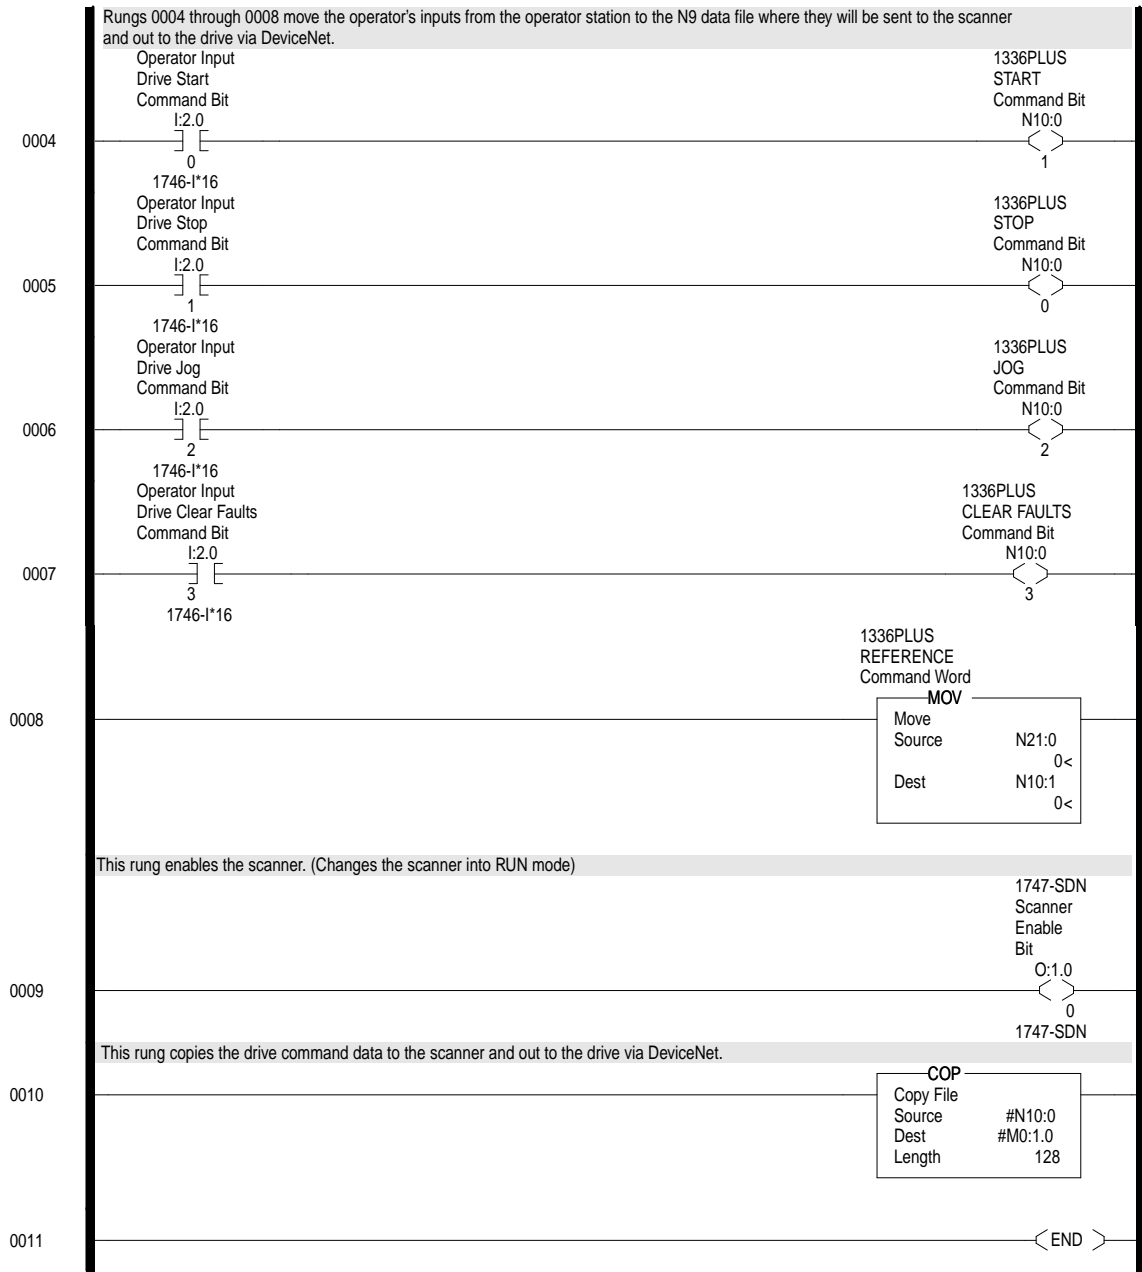 Rungs 0004 through 0008 move the operator's inputs from the operator station to the N9 data file where they will be sent to the scanner
and out to the drive via DeviceNet.
Operator Input
Drive Start
Command Bit
I:2.0
0
1746-I*16
1336PLUS
START
Command Bit
N10:0
1
0004
Operator Input
Drive Stop
Command Bit
I:2.0
1
1746-I*16
1336PLUS
STOP
Command Bit
N10:0
0
0005
Operator Input
Drive Jog
Command Bit
I:2.0
2
1746-I*16
1336PLUS
JOG
Command Bit
N10:0
2
0006
Operator Input
Drive Clear Faults
Command Bit
I:2.0
3
1746-I*16
1336PLUS
CLEAR FAULTS
Command Bit
N10:0
3
0007
1336PLUS
REFERENCE
Command Word
MOV
0008
Move
Source N21:0
0<
Dest N10:1
0<
This rung enables the scanner. (Changes the scanner into RUN mode)
1747-SDN
Scanner
Enable
Bit
O:1.0
0009
0
1747-SDN
This rung copies the drive command data to the scanner and out to the drive via DeviceNet.
COP
0010
Copy File
Source #N10:0
Dest #M0:1.0
Length 128
0011
END